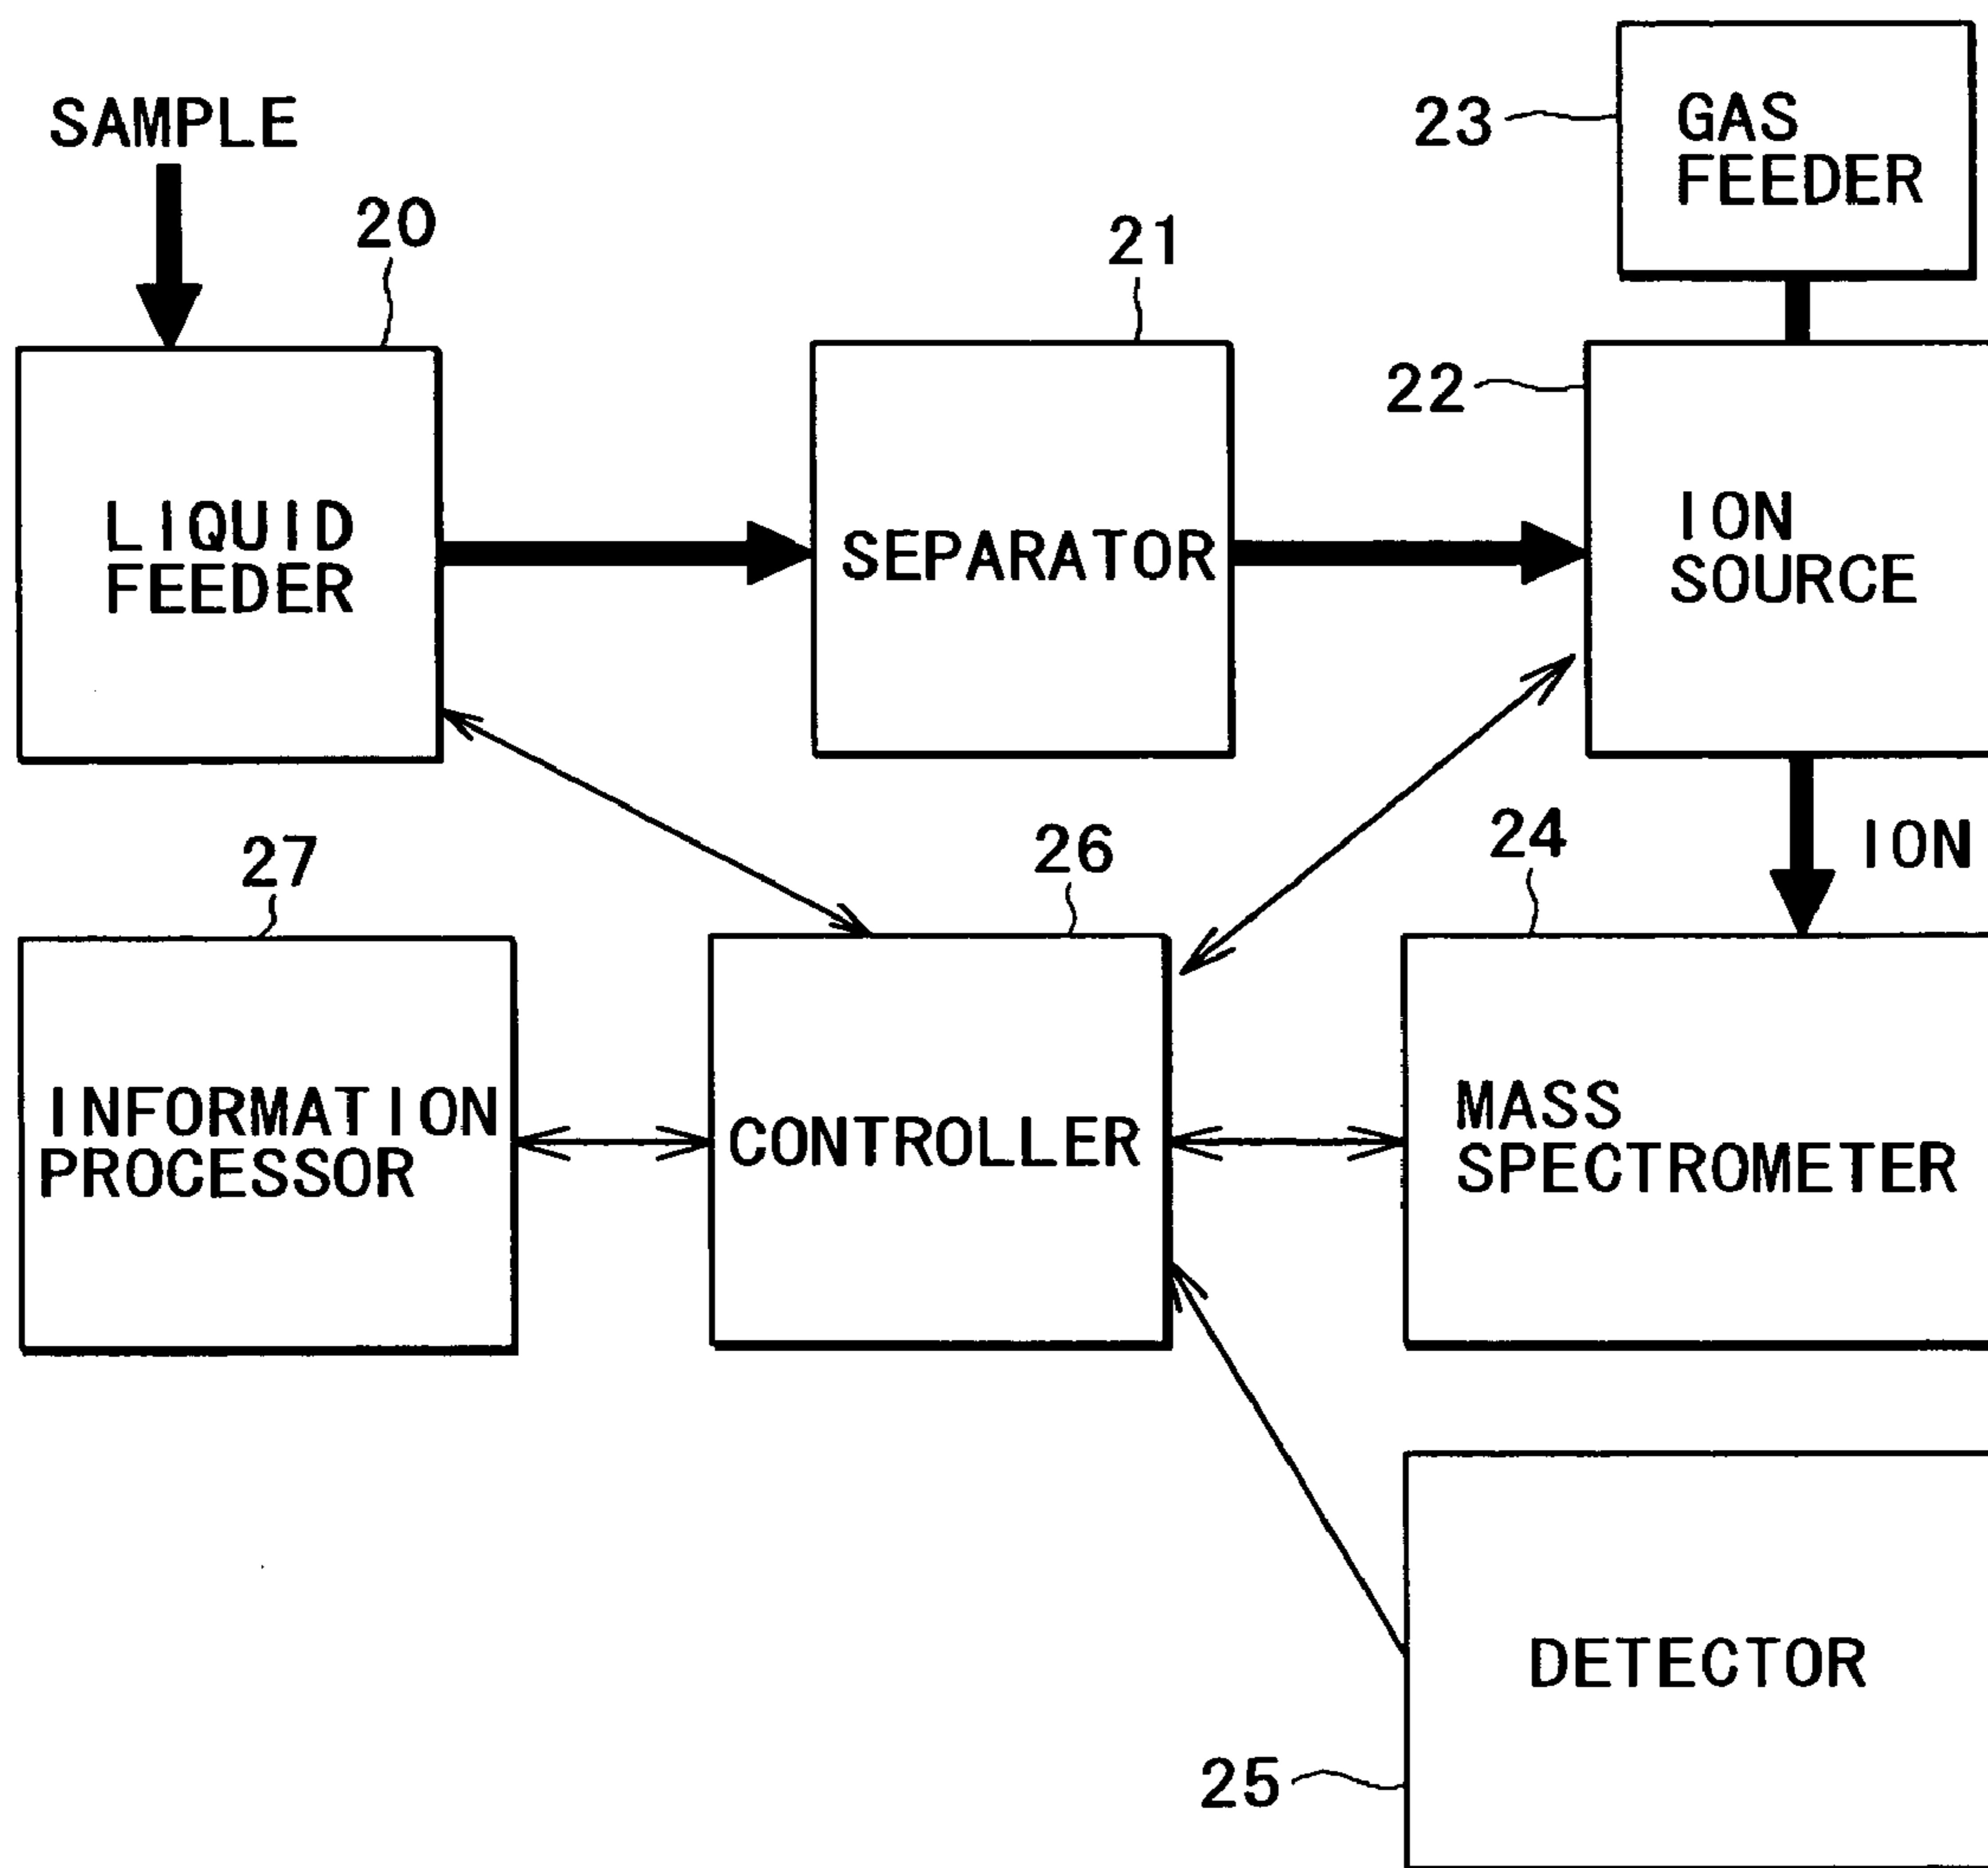 SAMPLE
20
21
23
GAS
FEEDER
22
LIQUID
FEEDER
SEPARATOR
ION
SOURCE
27
26
24
ION
INFORMATION
PROCESSOR
CONTROLLER
MASS
SPECTROMETER
DETECTOR
25